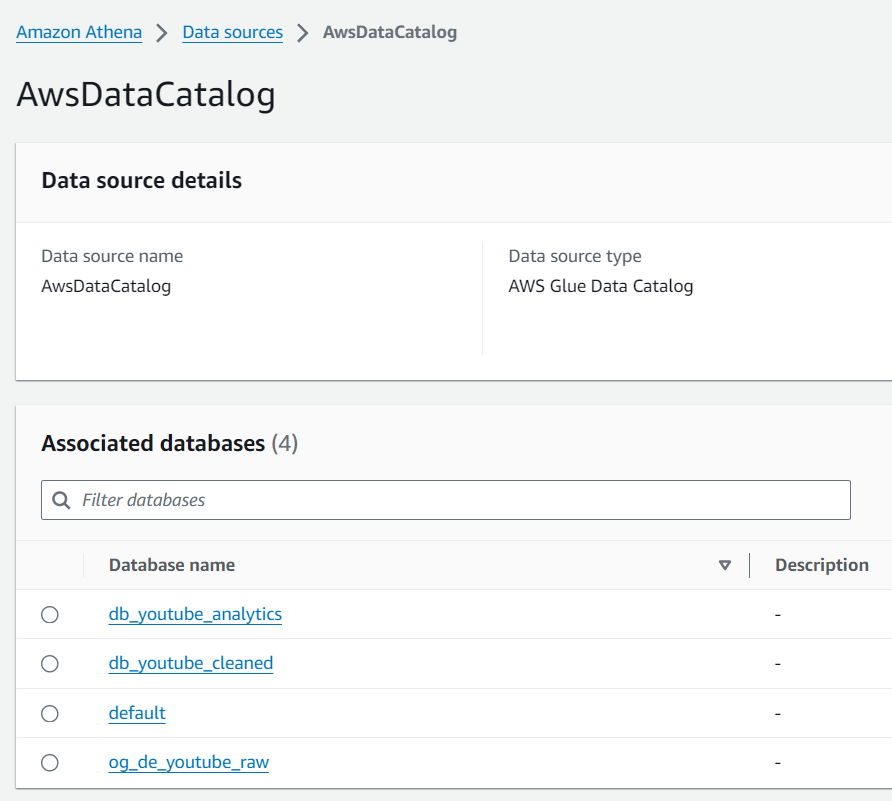 Amazon Athena > Data sources > AwsDataCatalog
AwsDataCatalog
Data source details
Data source name
AwsDataCatalog
Data source type
AWS Glue Data Catalog
Associated databases (4)
Filter databases
Database name Description
db_youtube_analytics -
db_youtube_cleaned -
default -
og_de_youtube_raw -